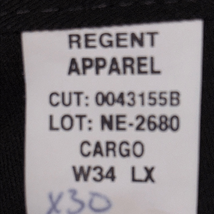 REGENT
APPAREL
CUT: 0043155B
LOT: NE-2680
CARGO
W34 LX
X30